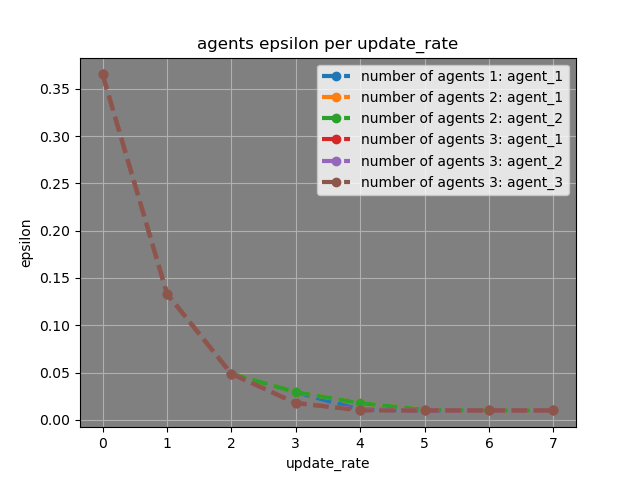 agents epsilon per update_rate
number of agents 1: agent_1
number of agents 2: agent_1
number of agents 2: agent_2
number of agents 3: agent_1
number of agents 3: agent_2
number of agents 3: agent_3
epsilon
0.35
0.30
0.25
0.20
0.15
0.10
0.05
0.00
0 1 2 3 4 5 6 7
update_rate